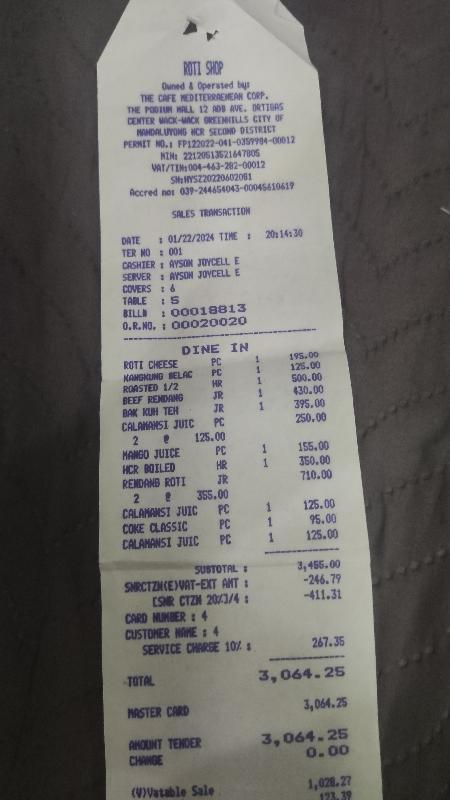 ROTI SHOP
Owned & Operated by:
THE CAFE MEDITERRAENEAN CORP.
THE PODIUM MALL 12 ADB AVE. ORTIGAS
CENTER WACK-WACK GREENHILLS CITY OF
MANDALUYONG NCR SECOND DISTRICT
PERMIT NO.: FP122022-041-0359984-00012
MIN: 22120513521647805
VAT/TIN:004-463-282-00012
SN:HYSZ20220602081
Accred no: 039-244654043-00045610619
SALES TRANSACTION
DATE : 01/22/2024 TIME : 20:14:30
TER NO : 001
CASHIER : AYSON JOYCELL E
SERVER : AYSON JOYCELL E
COVERS : 6
TABLE : 5
BILL# : 00018813
O.R.NO. : 00020020
DINE IN
ROTI CHEESE PC 1 195.00
KANGKUNG BELAC PC 1 125.00
ROASTED 1/2 HR 1 500.00
BEEF RENDANG JR 1 430.00
BAK KUH TEH JR 1 395.00
CALAMANSI JUIC PC 250.00
2 @ 125.00
MANGO JUICE PC 1 155.00
HCR BOILED HR 1 350.00
RENDANG ROTI JR 710.00
2 @ 355.00
CALAMANSI JUIC PC 1 125.00
COKE CLASSIC PC 1 95.00
CALAMANSI JUIC PC 1 125.00
SUBTOTAL : 3,455.00
SNRCTZN(E)VAT-EXT AMT : -246.79
[SNR CTZN 20%]/4 : -411.31
CARD NUMBER : 4
CUSTOMER NAME : 4
SERVICE CHARGE 10% : 267.35
TOTAL 3,064.25
MASTER CARD 3,064.25
AMOUNT TENDER 3,064.25
CHANGE 0.00
(V)Vatable Sale 1,028.27
123.39